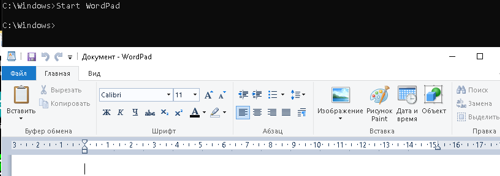 C:\Windows>Start WordPad
C:\Windows>
Документ - WordPad
Файл Главная Вид
Вставить
Вырезать
Копировать
Буфер обмена
Calibri 11
Ж К Ч abc X₂ X² A
Шрифт
Абзац
Изображение
Рисунок Paint
Дата и время
Объект
Вставка
Поиск
Замена
Выделить
Правка
3 2 1 1 2 3 4 5 6 7 8 9 10 11 12 13 14 15 16 17